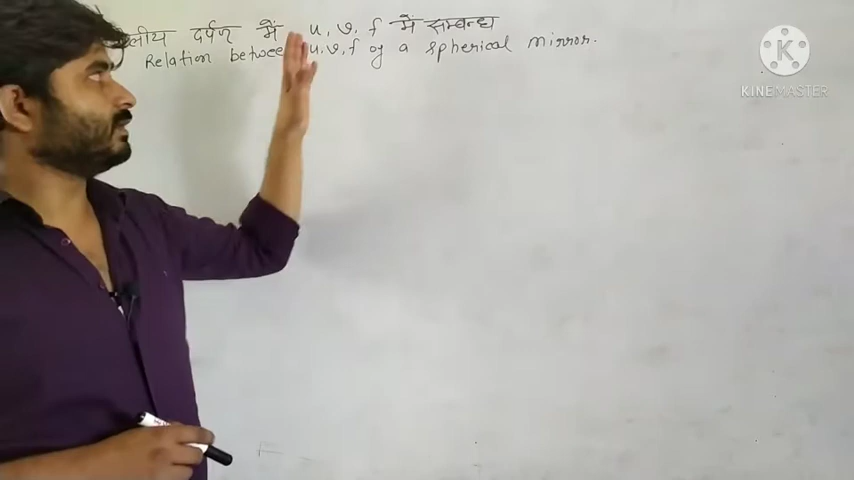 दर्पण में u, v, f में सम्बन्ध
Relation between u,v,f of a spherical mirror.
K
KINEMASTER